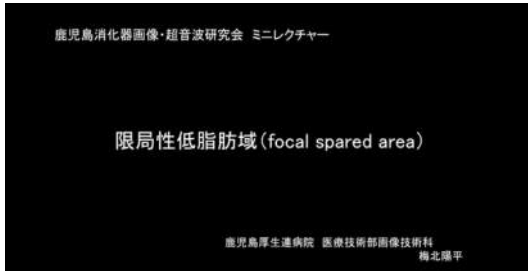 鹿児島消化器画像・超音波研究会 ミニレクチャー
限局性低脂肪域(focal spared area)
鹿児島厚生連病院 医療技術部画像技術科
梅北陽平